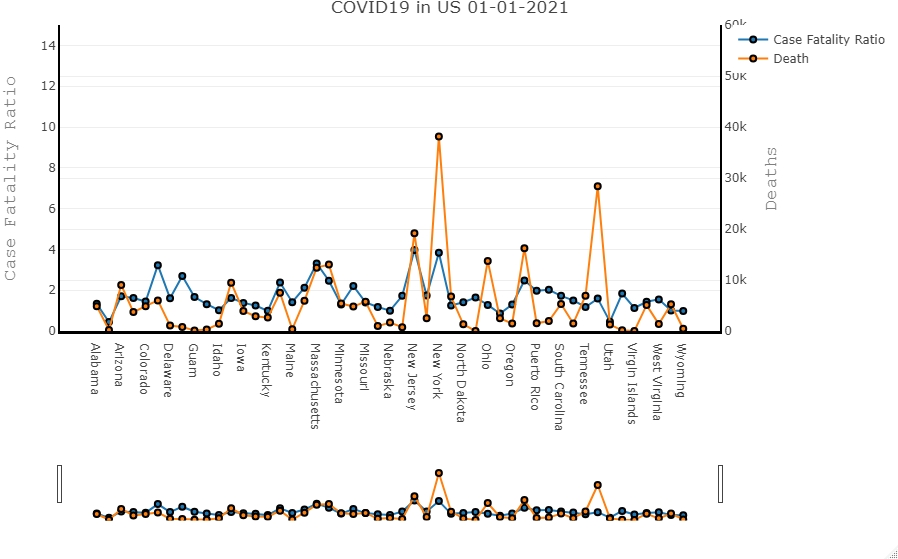 COVID19 in US 01-01-2021
Case Fatality Ratio
14
12
10
8
6
4
2
0
60k
50k
40k
30k
20k
10k
0
Deaths
Case Fatality Ratio
Death
Alabama
Arizona
Colorado
Delaware
Guam
Idaho
Iowa
Kentucky
Maine
Massachusetts
Minnesota
Missouri
Nebraska
New Jersey
New York
North Dakota
Ohio
Oregon
Puerto Rico
South Carolina
Tennessee
Utah
Virgin Islands
West Virginia
Wyoming